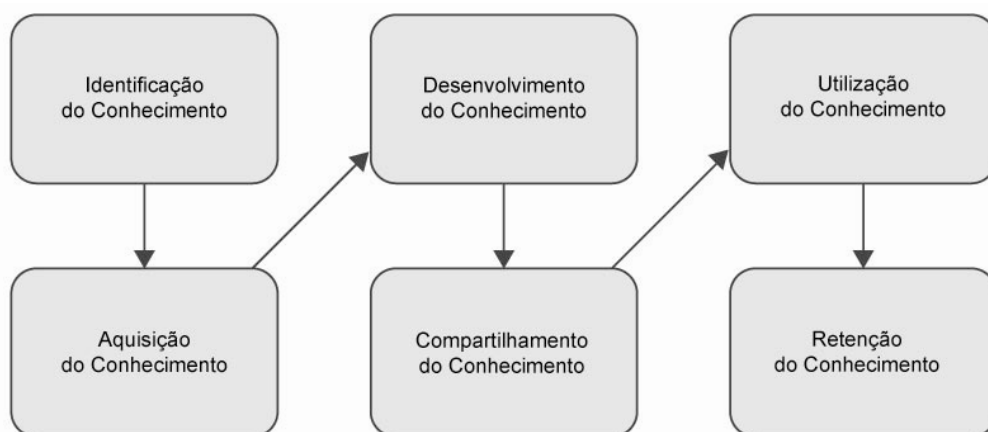 Identificação
do Conhecimento
Aquisição
do Conhecimento
Desenvolvimento
do Conhecimento
Compartilhamento
do Conhecimento
Utilização
do Conhecimento
Retenção
do Conhecimento